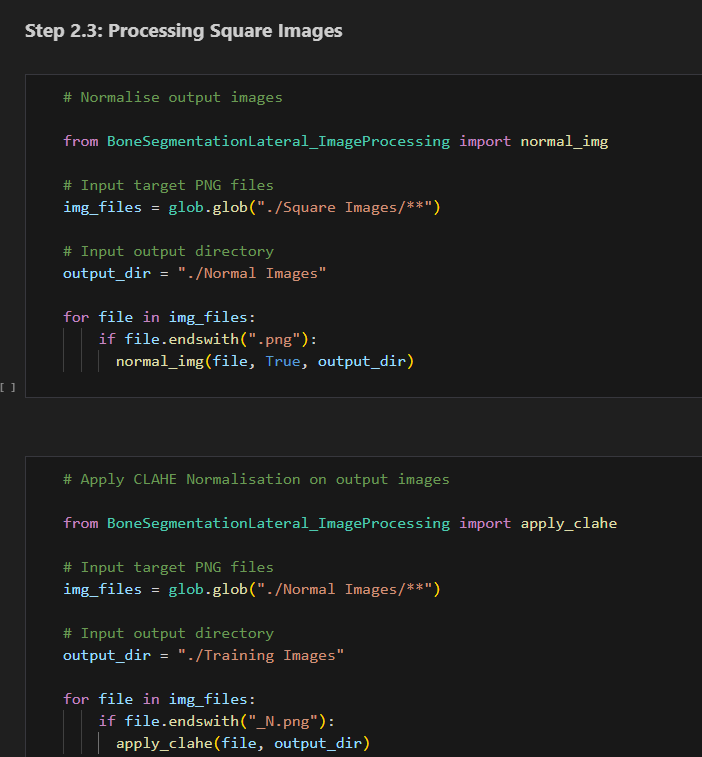 Step 2.3: Processing Square Images
# Normalise output images
from BoneSegmentationLateral_ImageProcessing import normal_img
# Input target PNG files
img_files = glob.glob("./Square Images/**")
# Input output directory
output_dir = "./Normal Images"
for file in img_files:
if file.endswith(".png"):
normal_img(file, True, output_dir)
[ ]
# Apply CLAHE Normalisation on output images
from BoneSegmentationLateral_ImageProcessing import apply_clahe
# Input target PNG files
img_files = glob.glob("./Normal Images/**")
# Input output directory
output_dir = "./Training Images"
for file in img_files:
if file.endswith("_N.png"):
apply_clahe(file, output_dir)